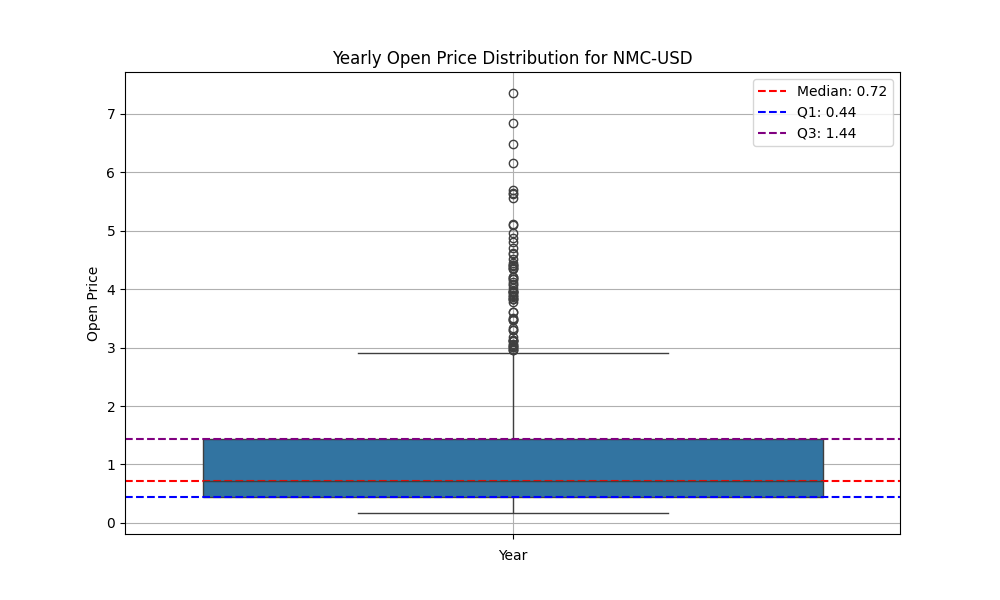 Yearly Open Price Distribution for NMC-USD
Median: 0.72
Q1: 0.44
Q3: 1.44
7
6
5
4
3
2
1
0
Open Price
Year